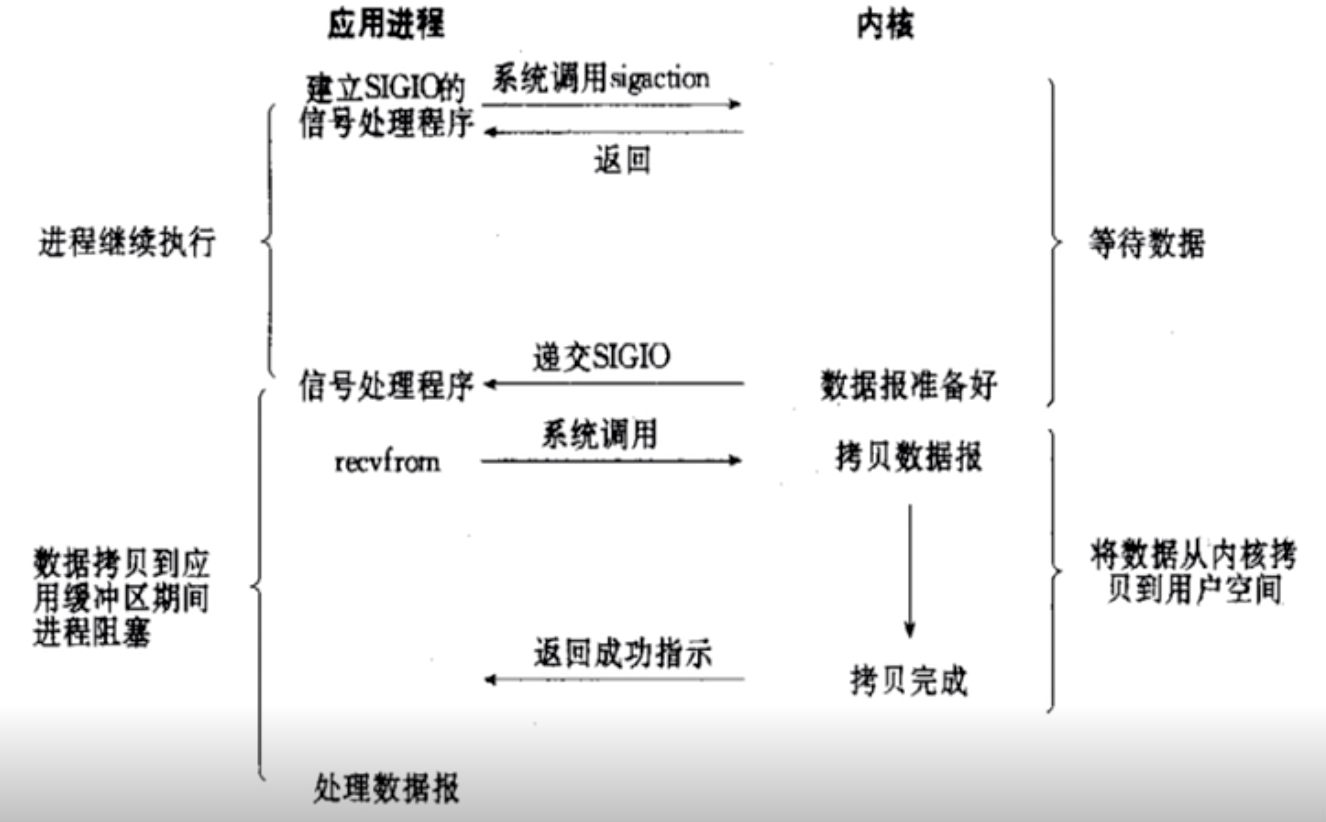 应用进程
内核
建立SIGIO的
信号处理程序
系统调用sigaction
返回
进程继续执行
等待数据
递交SIGIO
信号处理程序
数据报准备好
系统调用
recvfrom
拷贝数据报
数据拷贝到应
用缓冲区期间
进程阻塞
将数据从内核拷
贝到用户空间
返回成功指示
拷贝完成
处理数据报